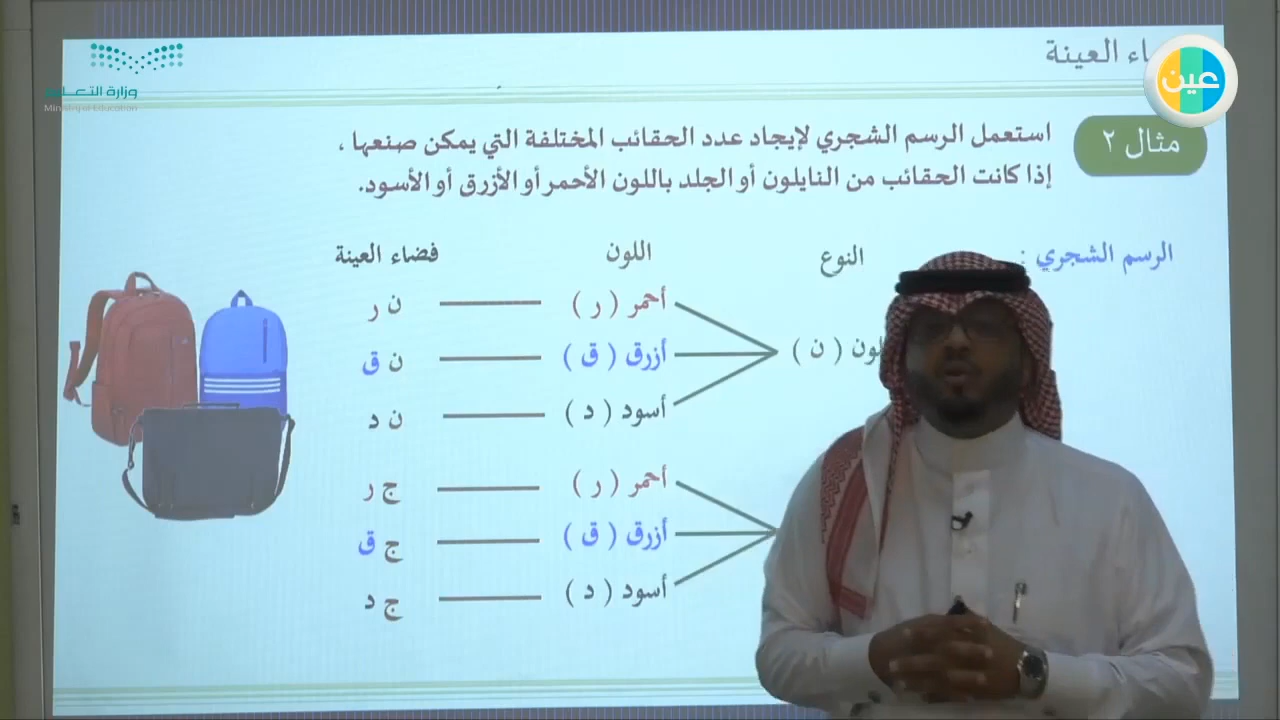 فضاء العينة
عين
وزارة التعليم
Ministry of Education
مثال ٢
استعمل الرسم الشجري لإيجاد عدد الحقائب المختلفة التي يمكن صنعها ،
إذا كانت الحقائب من النايلون أو الجلد باللون الأحمر أو الأزرق أو الأسود.
الرسم الشجري :
النوع اللون فضاء العينة
أحمر ( ر ) ن ر
لون ( ن ) أزرق ( ق ) ن ق
أسود ( د ) ن د
أحمر ( ر ) ج ر
أزرق ( ق ) ج ق
أسود ( د ) ج د